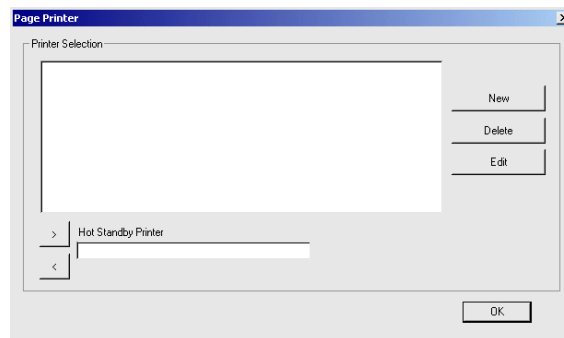 Page Printer
Printer Selection
New
Delete
Edit
> Hot Standby Printer
<
OK